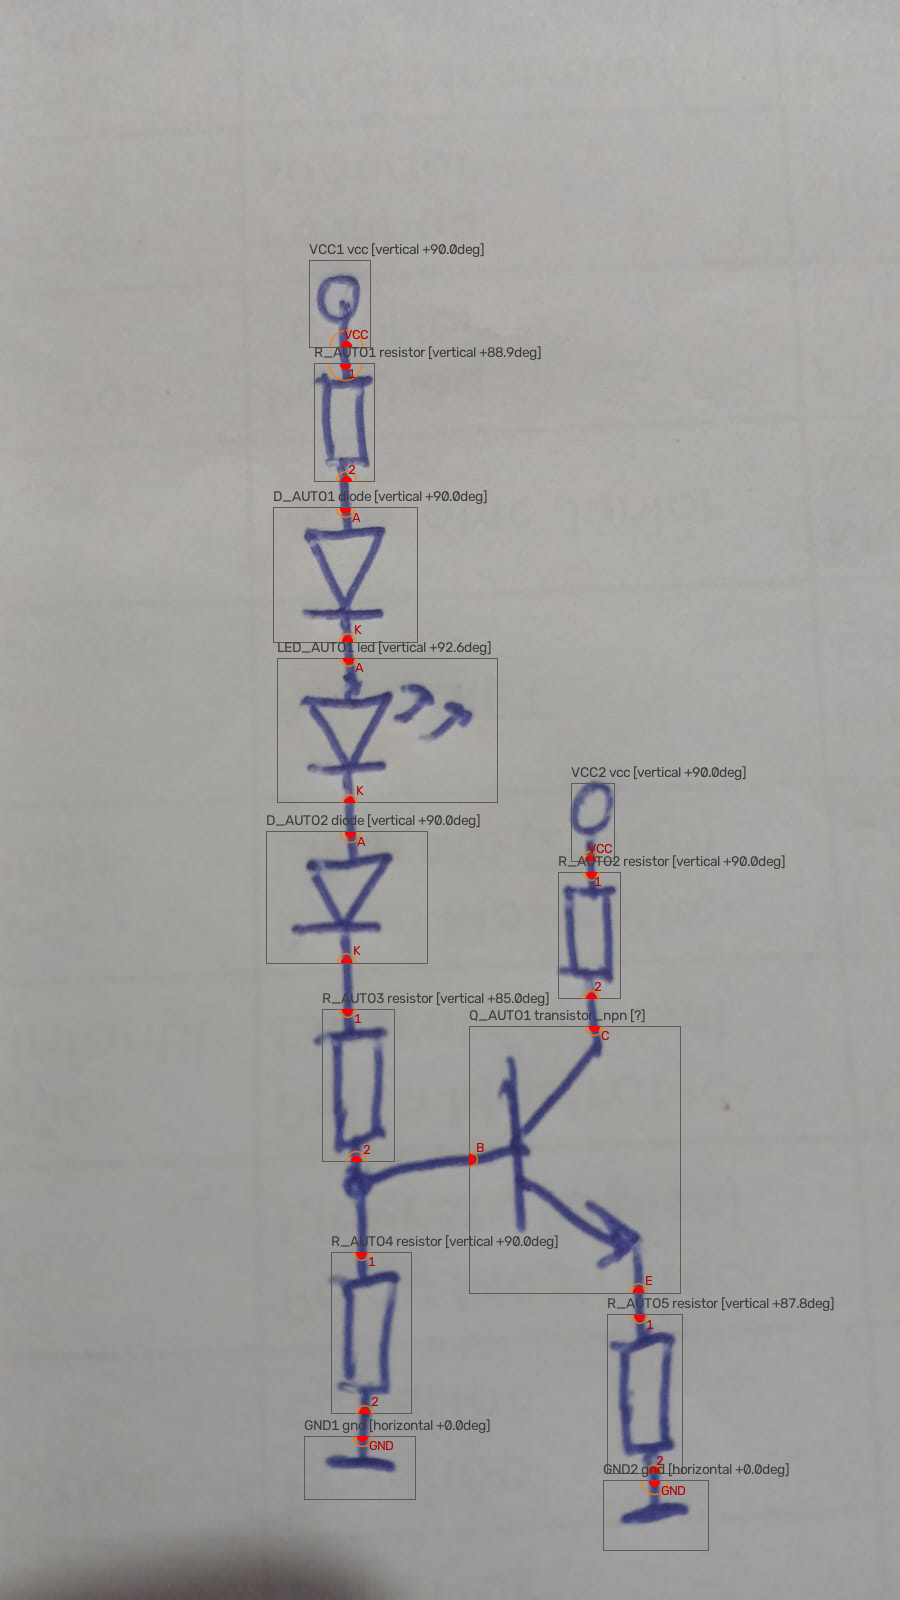 VCC1 vcc [vertical +90.0deg]
VCC
R_AUTO1 resistor [vertical +88.9deg]
1
2
D_AUTO1 diode [vertical +90.0deg]
A
K
LED_AUTO1 led [vertical +92.6deg]
A
K
VCC2 vcc [vertical +90.0deg]
D_AUTO2 diode [vertical +90.0deg]
A
VCC
R_AUTO2 resistor [vertical +90.0deg]
1
K
2
R_AUTO3 resistor [vertical +85.0deg]
1
Q_AUTO1 transistor_npn [?]
C
B
2
R_AUTO4 resistor [vertical +90.0deg]
1
E
R_AUTO5 resistor [vertical +87.8deg]
1
2
GND1 gnd [horizontal +0.0deg]
GND
2
GND2 gnd [horizontal +0.0deg]
GND